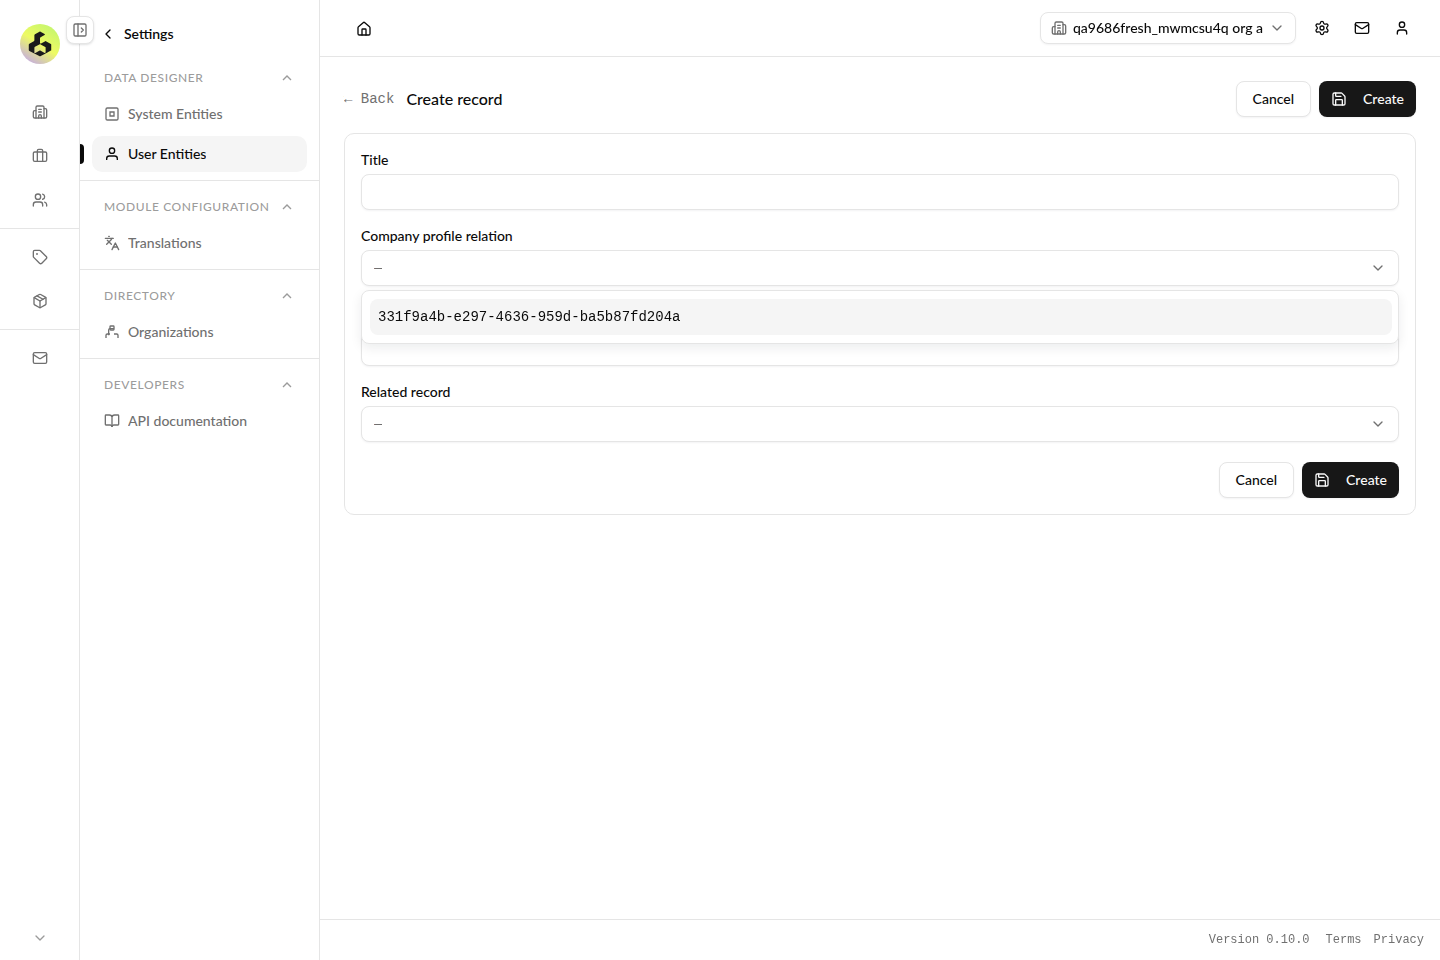 Settings
qa9686fresh_mwmcsu4q org a
DATA DESIGNER
System Entities
User Entities
MODULE CONFIGURATION
Translations
DIRECTORY
Organizations
DEVELOPERS
API documentation
← Back Create record
Cancel
Create
Title
Company profile relation
—
331f9a4b-e297-4636-959d-ba5b87fd204a
Related record
—
Cancel
Create
Version 0.10.0 Terms Privacy